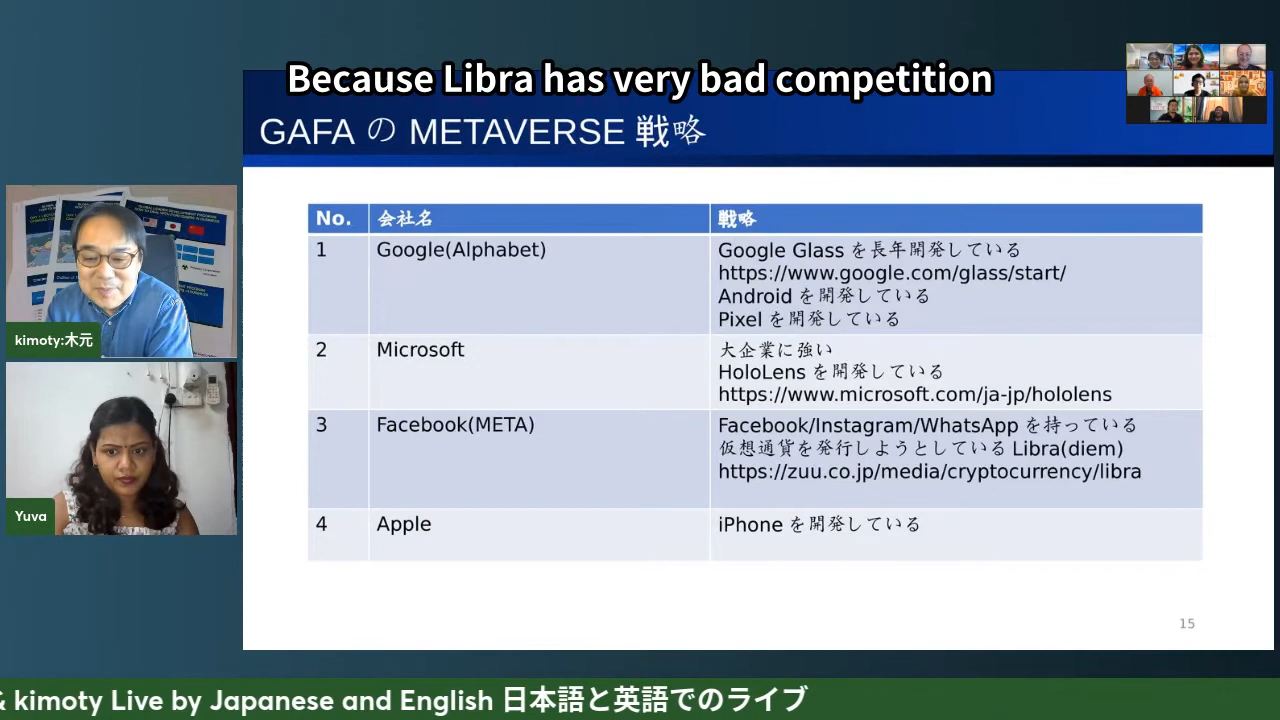 Because Libra has very bad competition
GAFA の METAVERSE 戦略
No. 会社名 戦略
1 Google(Alphabet) Google Glass を長年開発している
https://www.google.com/glass/start/
Android を開発している
Pixel を開発している
2 Microsoft 大企業に強い
HoloLens を開発している
https://www.microsoft.com/ja-jp/hololens
3 Facebook(META) Facebook/Instagram/WhatsApp を持っている
仮想通貨を発行しようとしている Libra(diem)
https://zuu.co.jp/media/cryptocurrency/libra
4 Apple iPhone を開発している
15
kimoty:木元
Yuva
& kimoty Live by Japanese and English 日本語と英語でのライブ